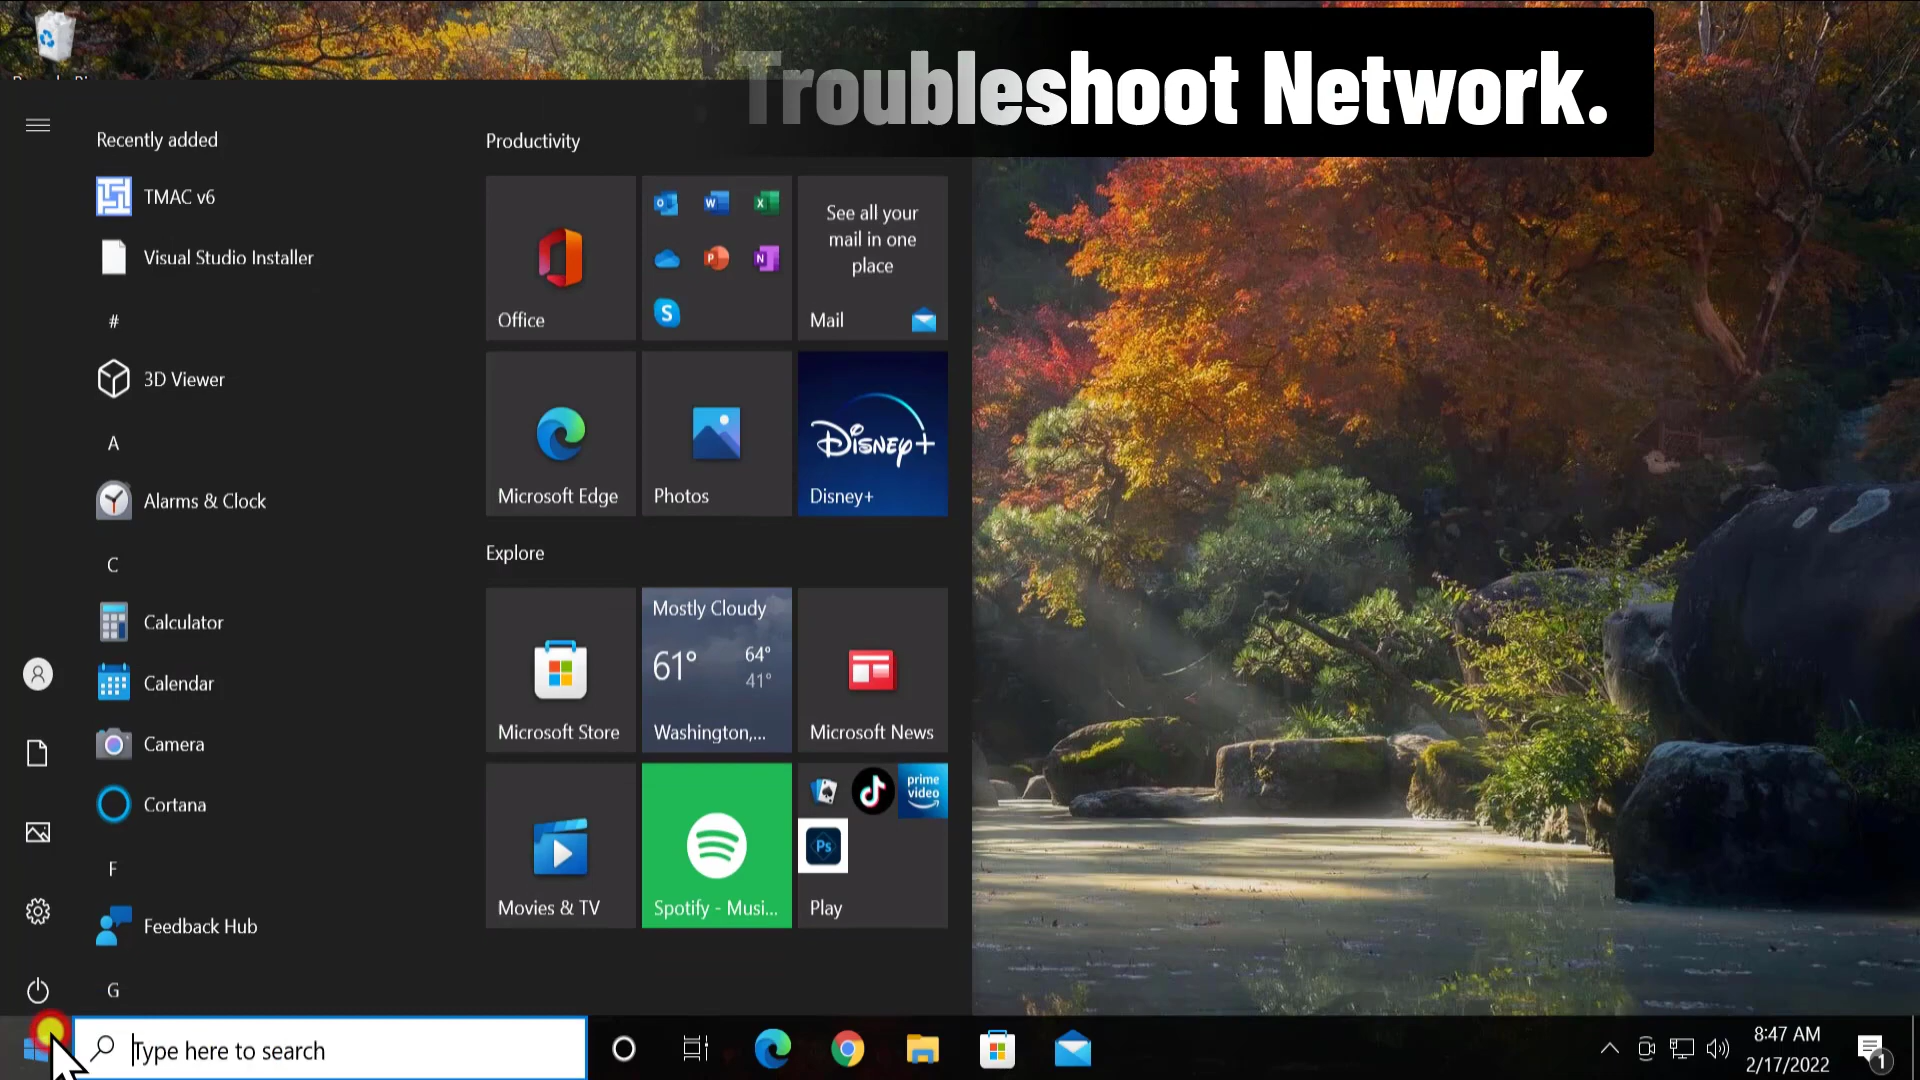 Troubleshoot Network.
Recently added
TMAC v6
Visual Studio Installer
#
3D Viewer
A
Alarms & Clock
C
Calculator
Calendar
Camera
Cortana
F
Feedback Hub
G
Productivity
Office
See all your
mail in one
place
Mail
Microsoft Edge
Photos
Disney+
Disney+
Explore
Microsoft Store
Mostly Cloudy
61°
64°
41°
Washington,...
Microsoft News
Movies & TV
Spotify - Musi...
prime
video
Ps
Play
Type here to search
8:47 AM
2/17/2022
1